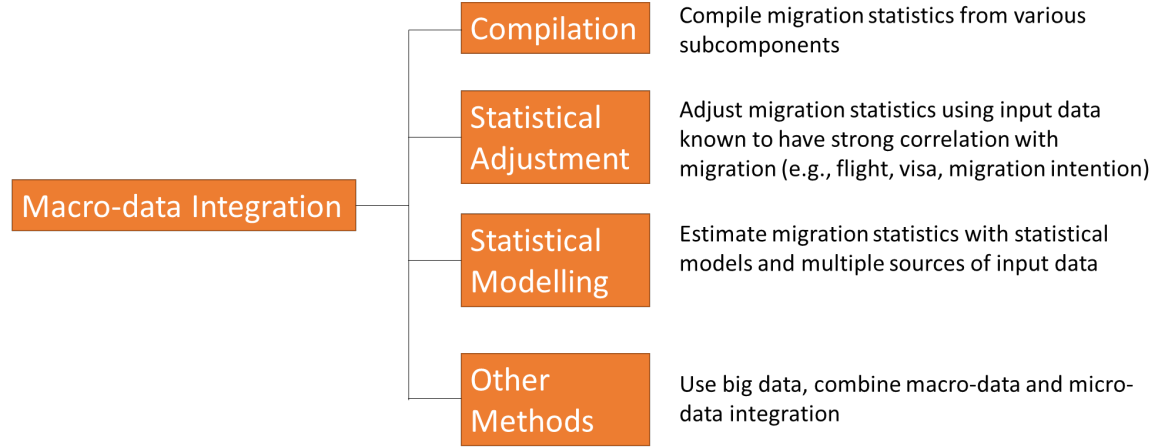 Macro-data Integration
Compilation
Compile migration statistics from various
subcomponents
Statistical
Adjustment
Adjust migration statistics using input data
known to have strong correlation with
migration (e.g., flight, visa, migration intention)
Statistical
Modelling
Estimate migration statistics with statistical
models and multiple sources of input data
Other
Methods
Use big data, combine macro-data and micro-
data integration